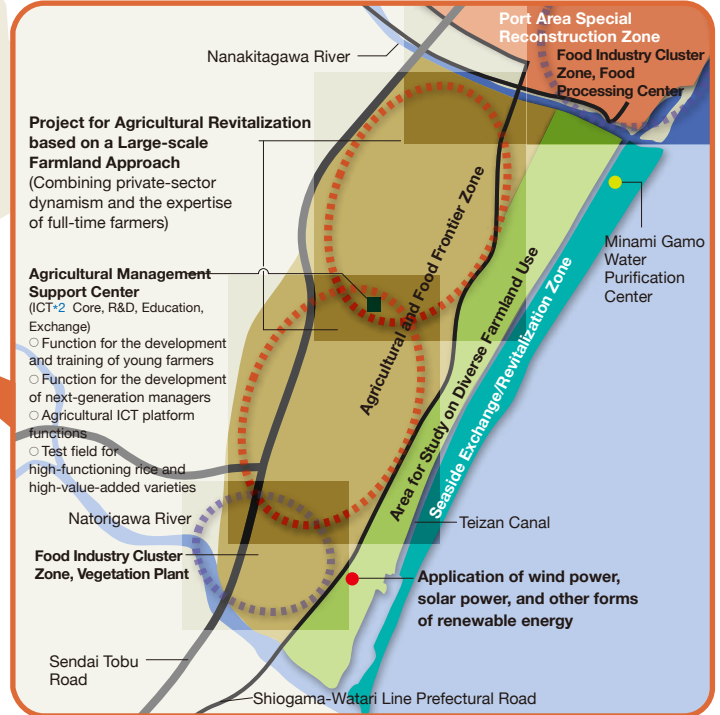 Port Area Special
Reconstruction Zone
Food Industry Cluster
Zone, Food
Processing Center
Nanakitagawa River
Project for Agricultural Revitalization
based on a Large-scale
Farmland Approach
(Combining private-sector
dynamism and the expertise
of full-time farmers)
Agricultural and Food Frontier Zone
Area for Study on Diverse Farmland Use
Seaside Exchange/Revitalization Zone
Minami Gamo
Water
Purification
Center
Agricultural Management
Support Center
(ICT*2 Core, R&D, Education,
Exchange)
○ Function for the development
and training of young farmers
○ Function for the development
of next-generation managers
○ Agricultural ICT platform
functions
○ Test field for
high-functioning rice and
high-value-added varieties
Natorigawa River
Teizan Canal
Food Industry Cluster
Zone, Vegetation Plant
Application of wind power,
solar power, and other forms
of renewable energy
Sendai Tobu
Road
Shiogama-Watari Line Prefectural Road